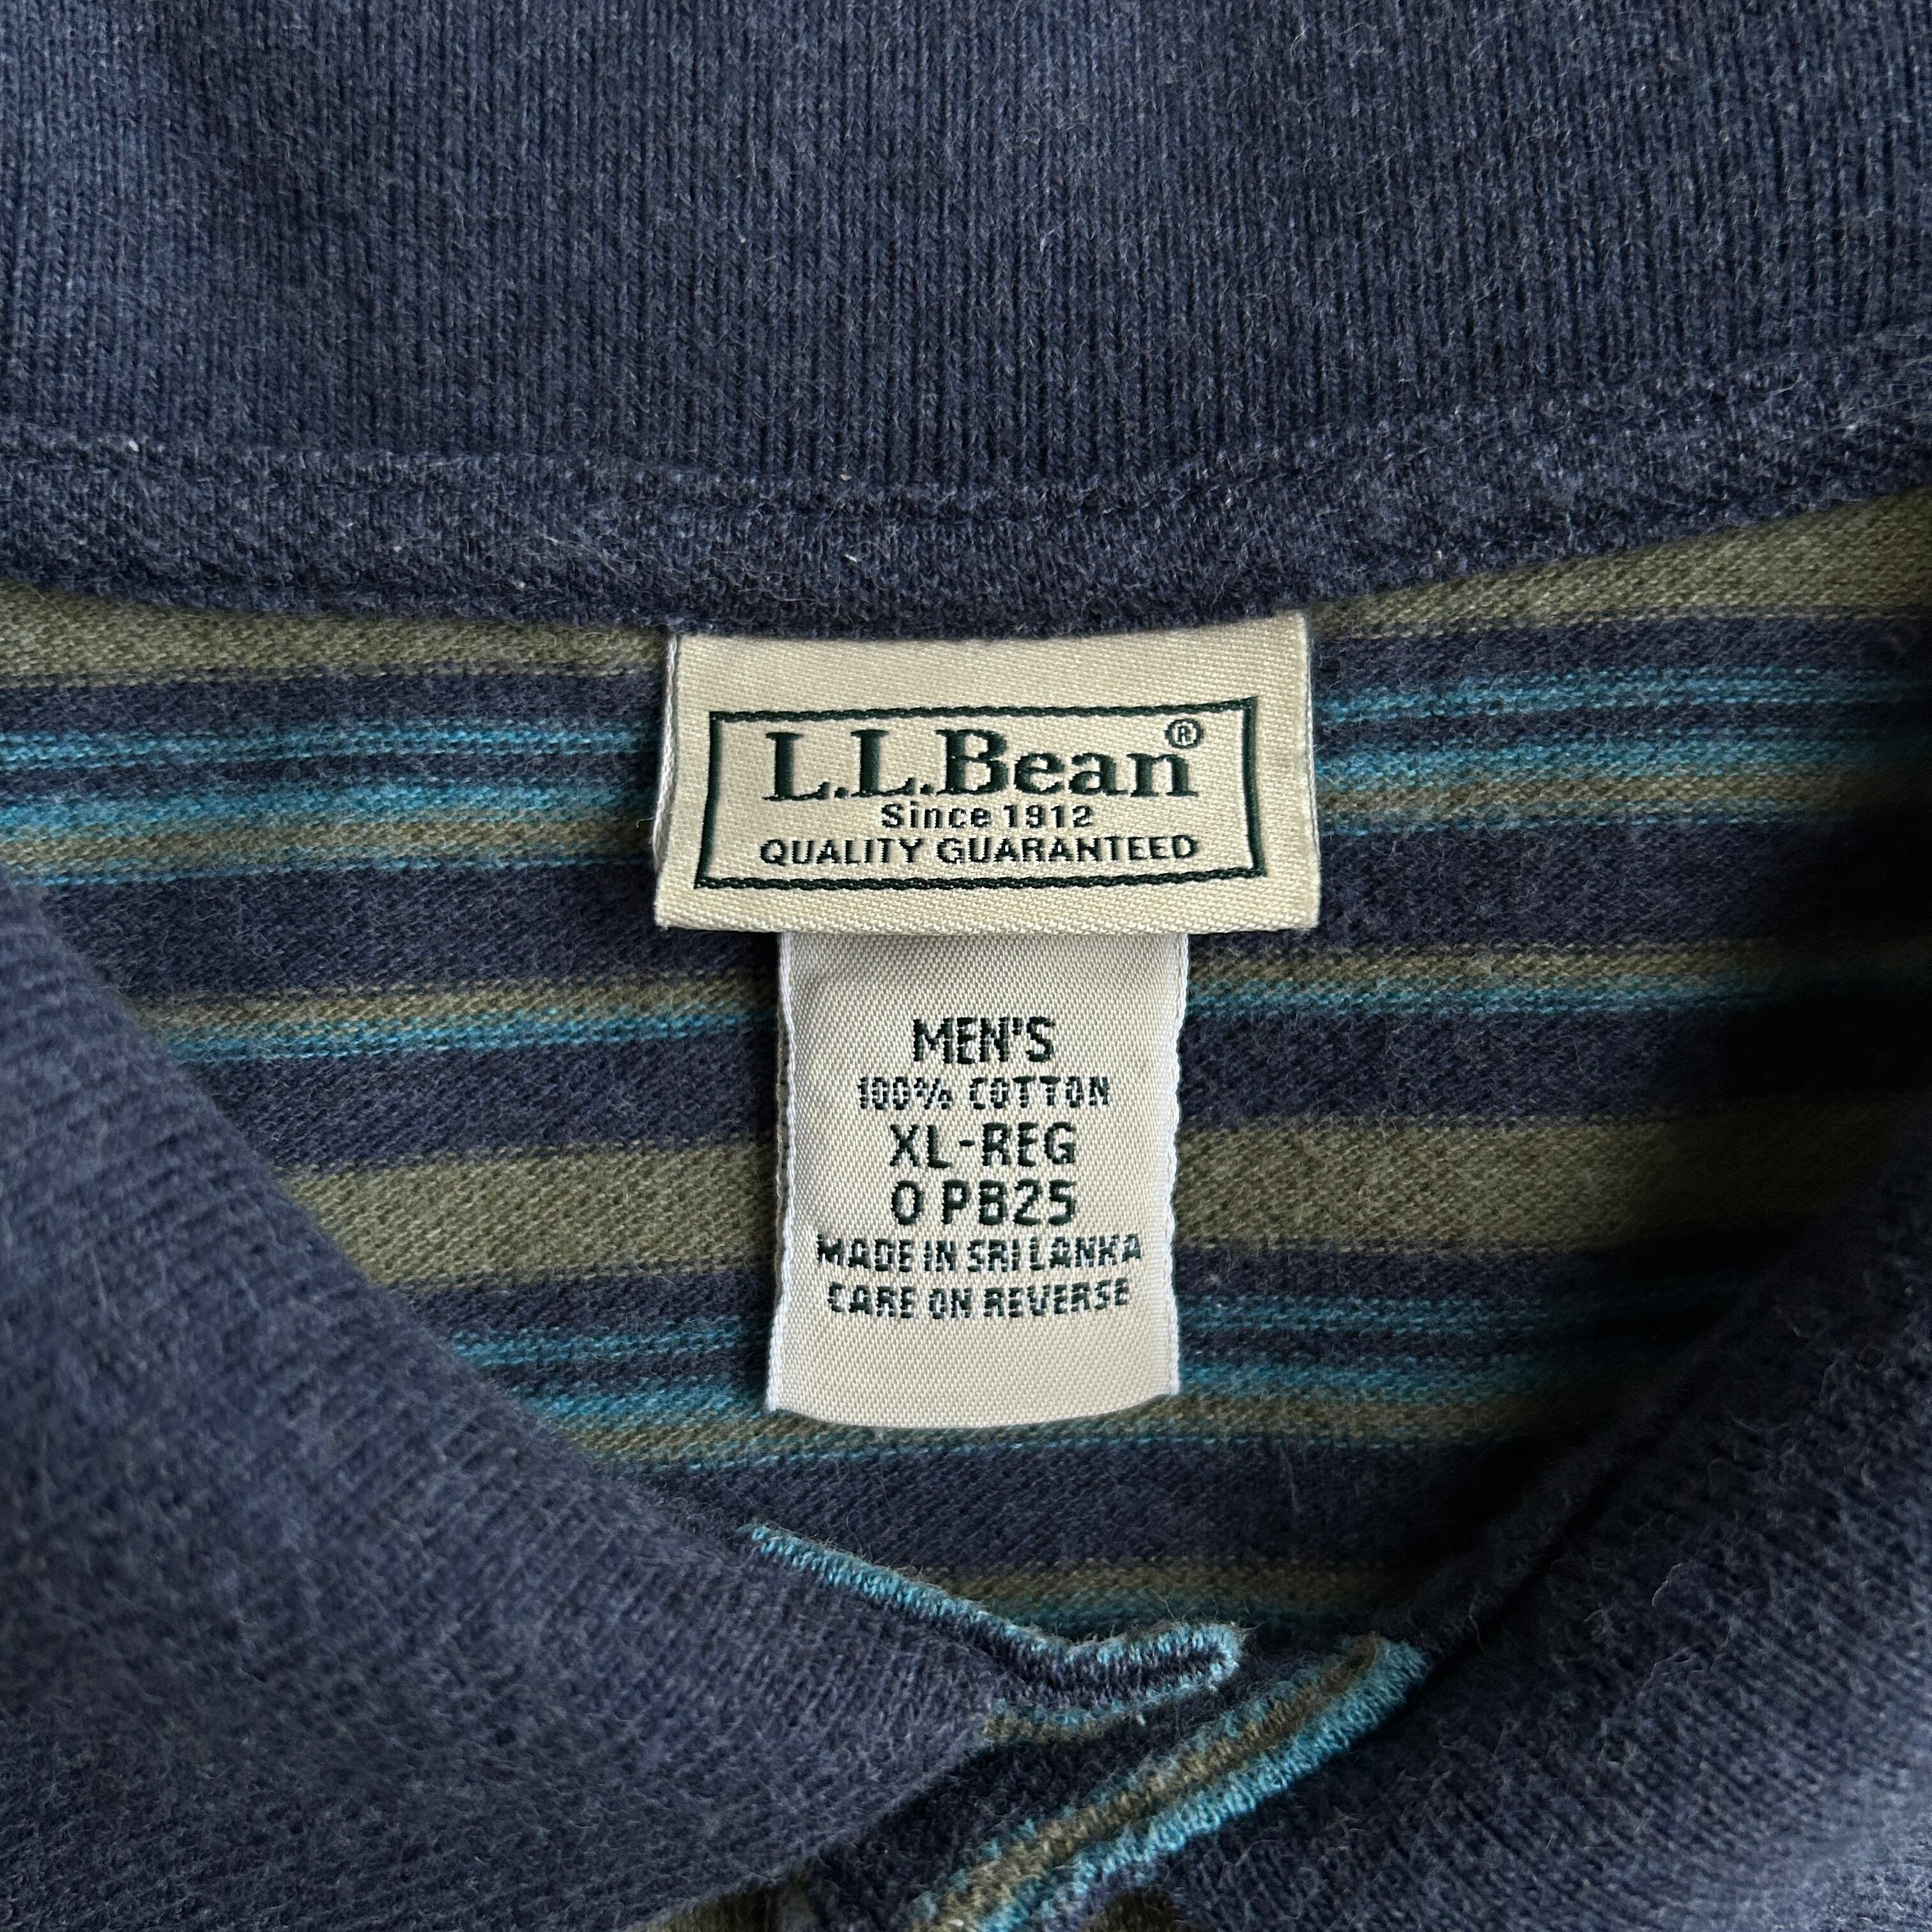 L.L.Bean®
Since 1912
QUALITY GUARANTEED
MEN'S
100% COTTON
XL-REG
0 PB25
MADE IN SRI LANKA
CARE ON REVERSE